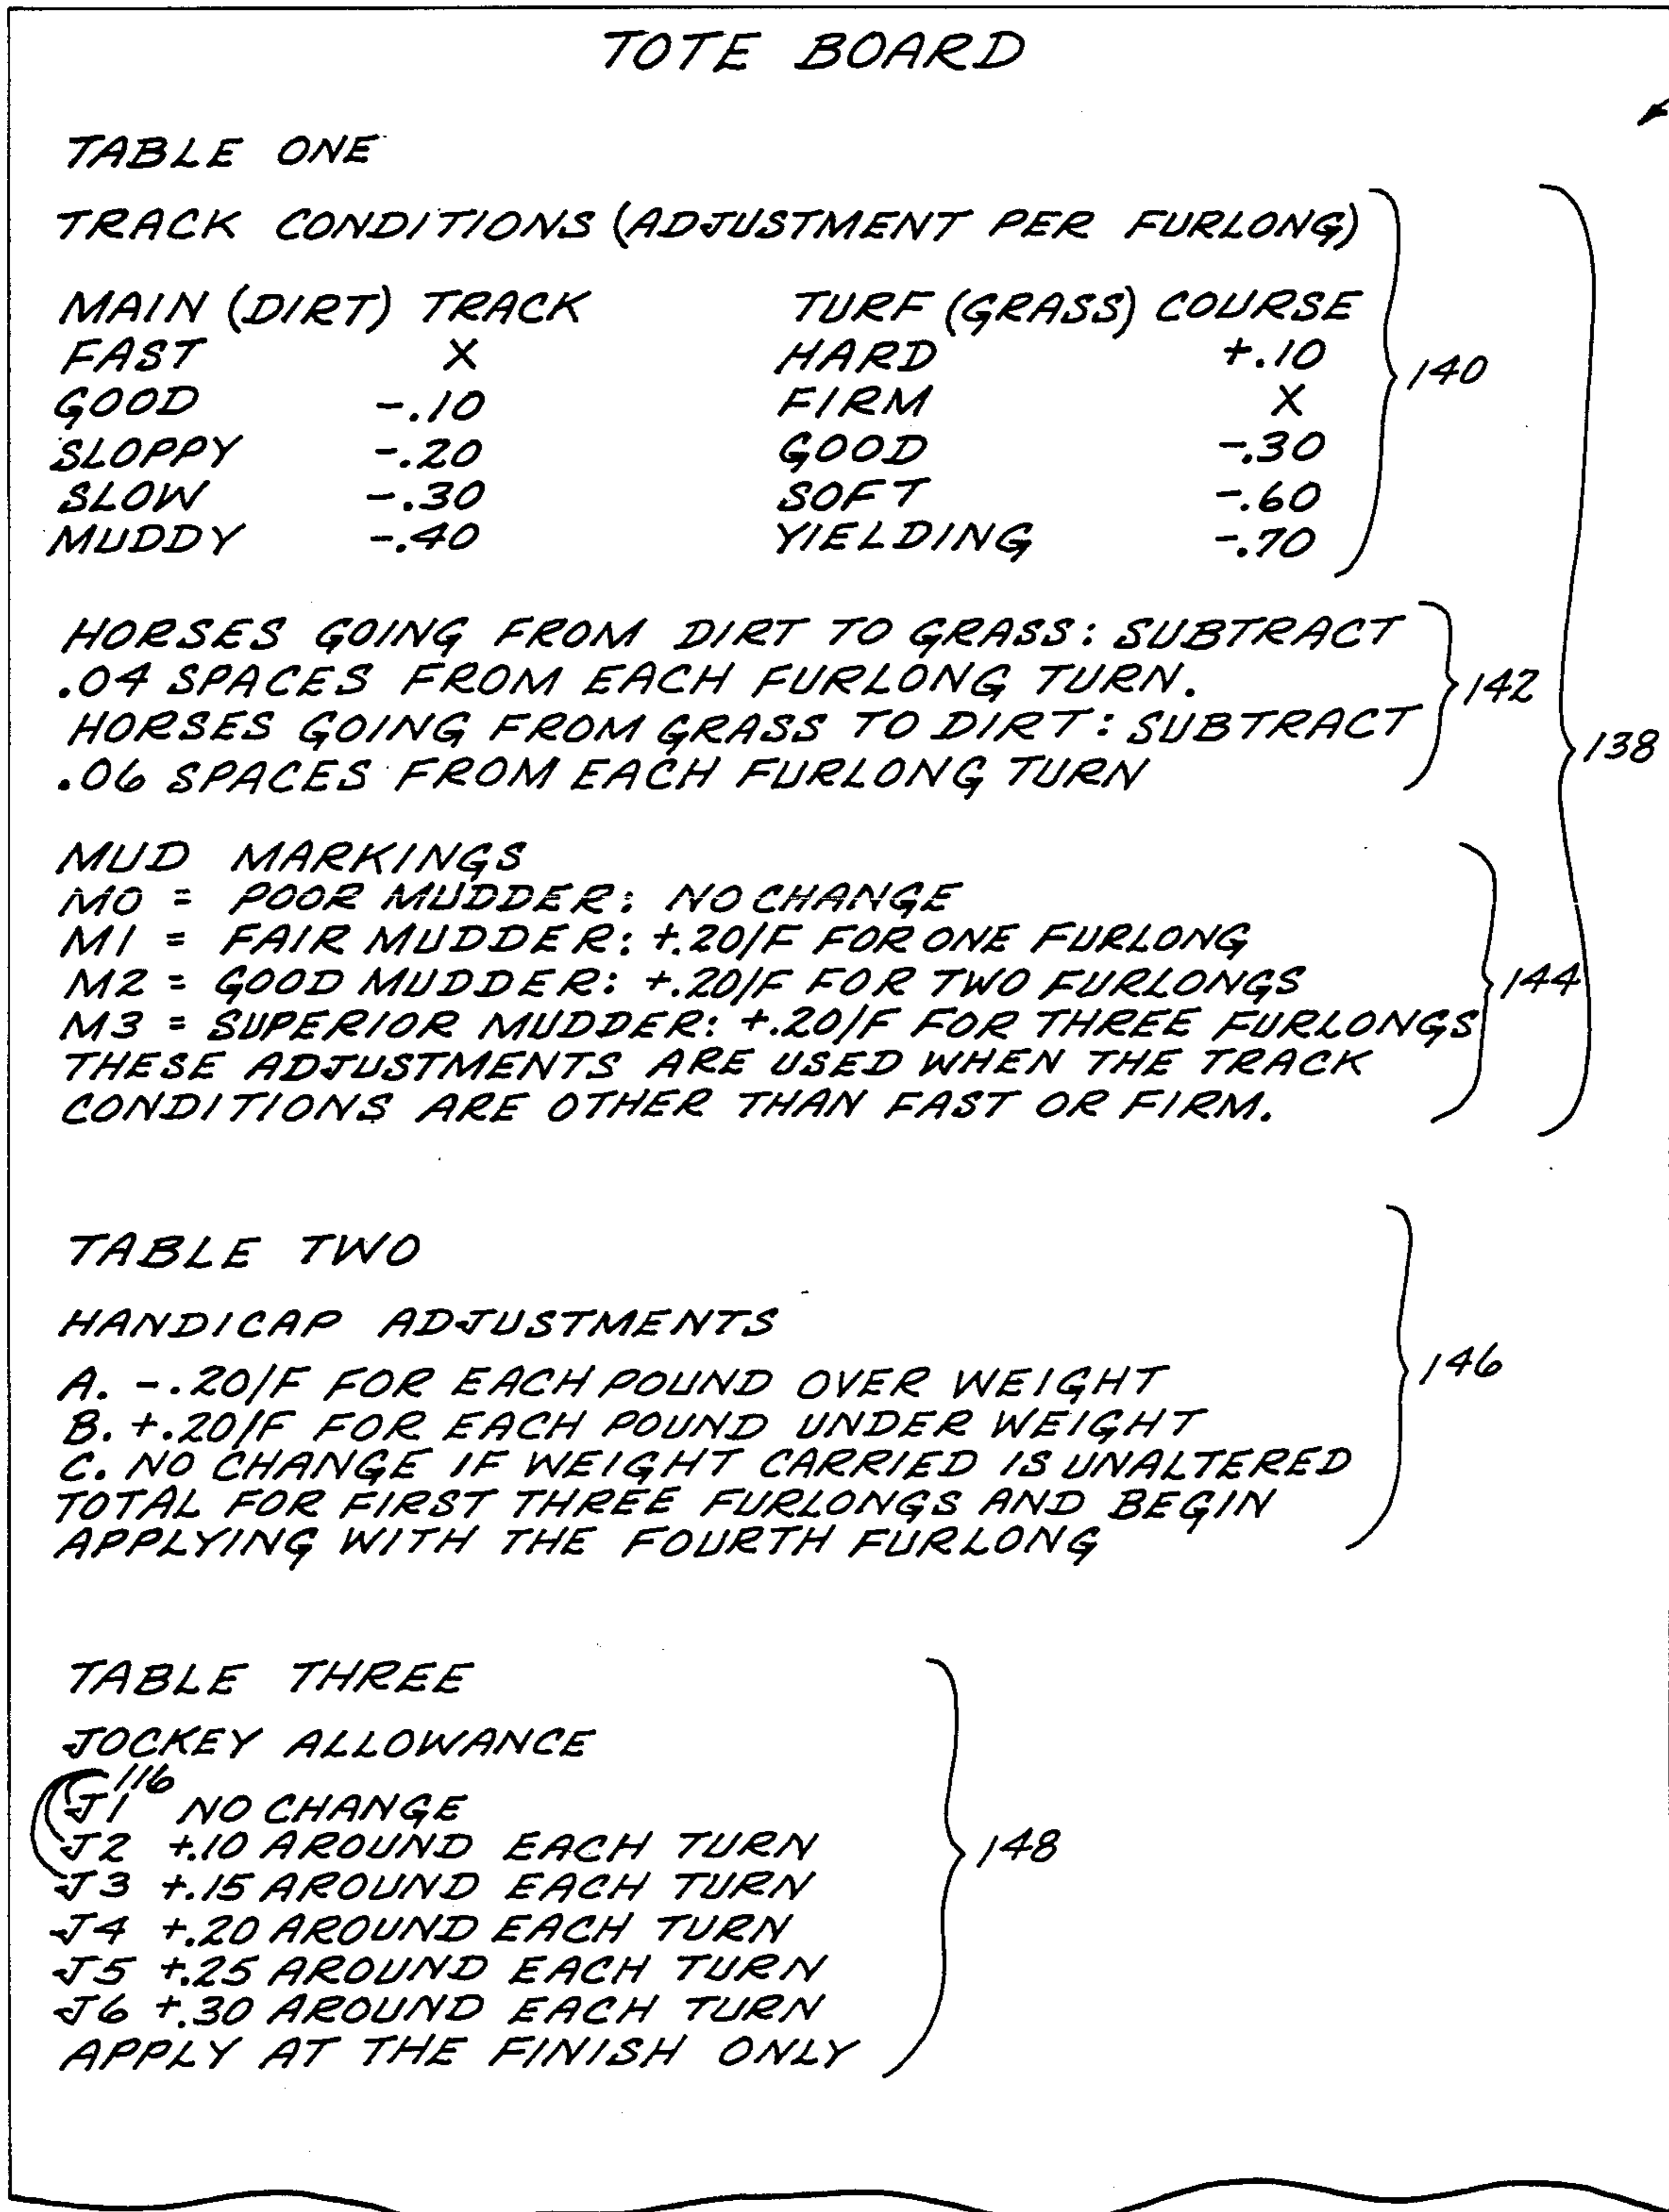 TOTE BOARD
TABLE ONE
TRACK CONDITIONS (ADJUSTMENT PER FURLONG)
MAIN (DIRT) TRACK TURF (GRASS) COURSE
FAST X HARD +.10
GOOD -.10 FIRM X
140
SLOPPY -.20 GOOD -.30
SLOW -.30 SOFT -.60
MUDDY -.40 YIELDING -.70
HORSES GOING FROM DIRT TO GRASS: SUBTRACT
.04 SPACES FROM EACH FURLONG TURN.
142
HORSES GOING FROM GRASS TO DIRT: SUBTRACT
138
.06 SPACES FROM EACH FURLONG TURN
MUD MARKINGS
M0 = POOR MUDDER: NO CHANGE
M1 = FAIR MUDDER: +.20/F FOR ONE FURLONG
M2 = GOOD MUDDER: +.20/F FOR TWO FURLONGS
144
M3 = SUPERIOR MUDDER: +.20/F FOR THREE FURLONGS
THESE ADJUSTMENTS ARE USED WHEN THE TRACK
CONDITIONS ARE OTHER THAN FAST OR FIRM.
TABLE TWO
HANDICAP ADJUSTMENTS
146
A. -.20/F FOR EACH POUND OVER WEIGHT
B. +.20/F FOR EACH POUND UNDER WEIGHT
C. NO CHANGE IF WEIGHT CARRIED IS UNALTERED
TOTAL FOR FIRST THREE FURLONGS AND BEGIN
APPLYING WITH THE FOURTH FURLONG
TABLE THREE
JOCKEY ALLOWANCE
116
J1 NO CHANGE
J2 +.10 AROUND EACH TURN
148
J3 +.15 AROUND EACH TURN
J4 +.20 AROUND EACH TURN
J5 +.25 AROUND EACH TURN
J6 +.30 AROUND EACH TURN
APPLY AT THE FINISH ONLY